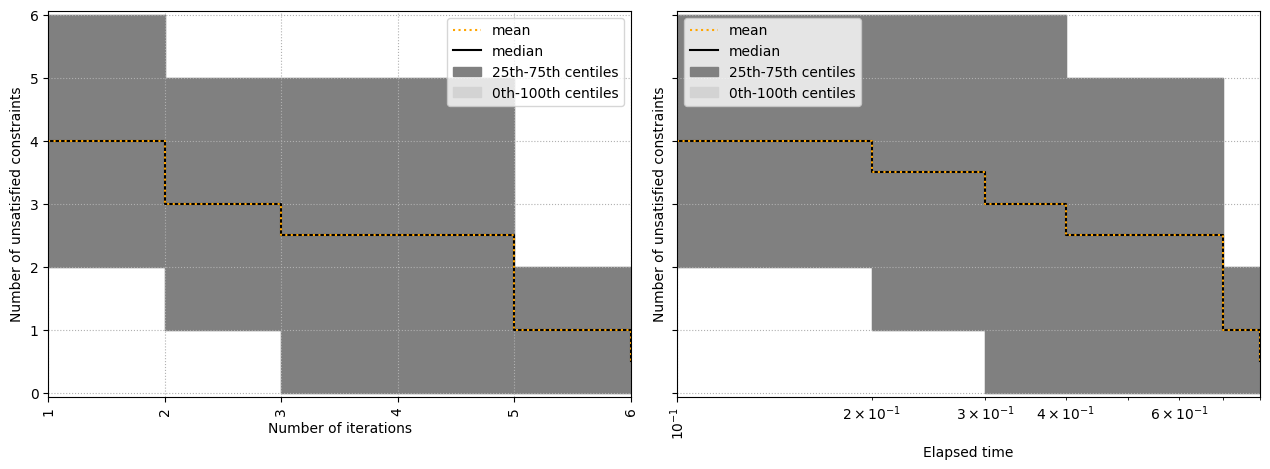 6
5
4
3
2
1
0
Number of unsatisfied constraints
mean
median
25th-75th centiles
0th-100th centiles
1
2
3
4
5
6
Number of iterations
Number of unsatisfied constraints
mean
median
25th-75th centiles
0th-100th centiles
10⁻¹
2 × 10⁻¹
3 × 10⁻¹
4 × 10⁻¹
6 × 10⁻¹
Elapsed time